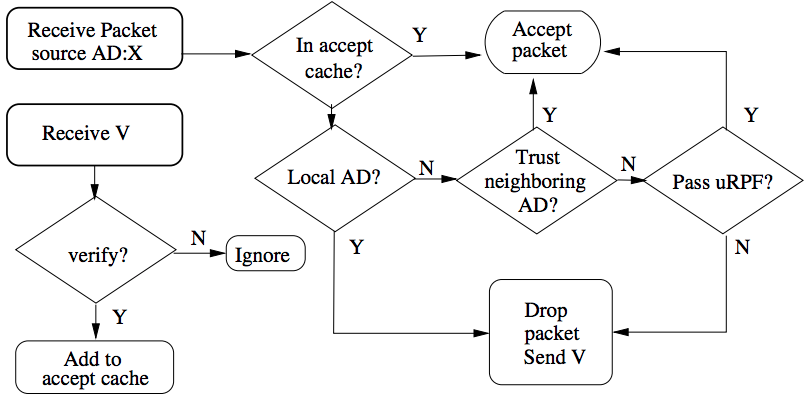 Receive Packet
source AD:X
In accept
cache?
Y
Accept
packet
Receive V
Local AD?
N
Y
Trust
neighboring
AD?
N
Y
Pass uRPF?
verify?
N
Ignore
Y
N
Y
Drop
packet
Send V
Add to
accept cache